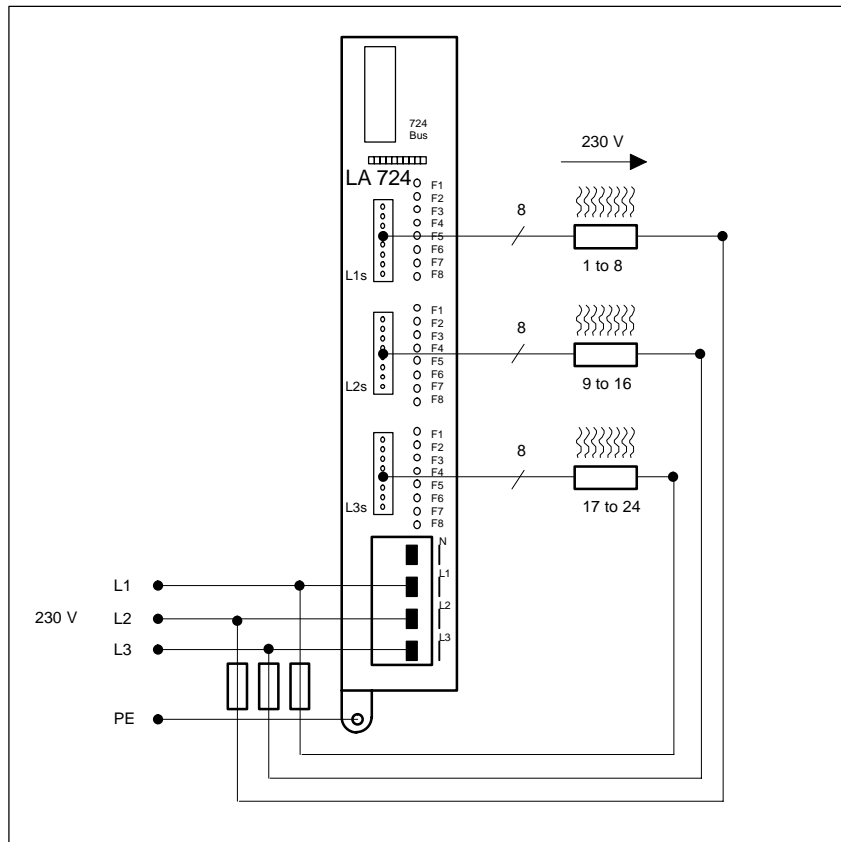 724
Bus
230 V
LA 724
F1
F2
F3
F4
F5
F6
F7
F8
8
L1s
1 to 8
F1
F2
F3
F4
F5
F6
F7
F8
8
L2s
9 to 16
F1
F2
F3
F4
F5
F6
F7
F8
8
L3s
17 to 24
N
L1
L2
L3
230 V
L1
L2
L3
PE